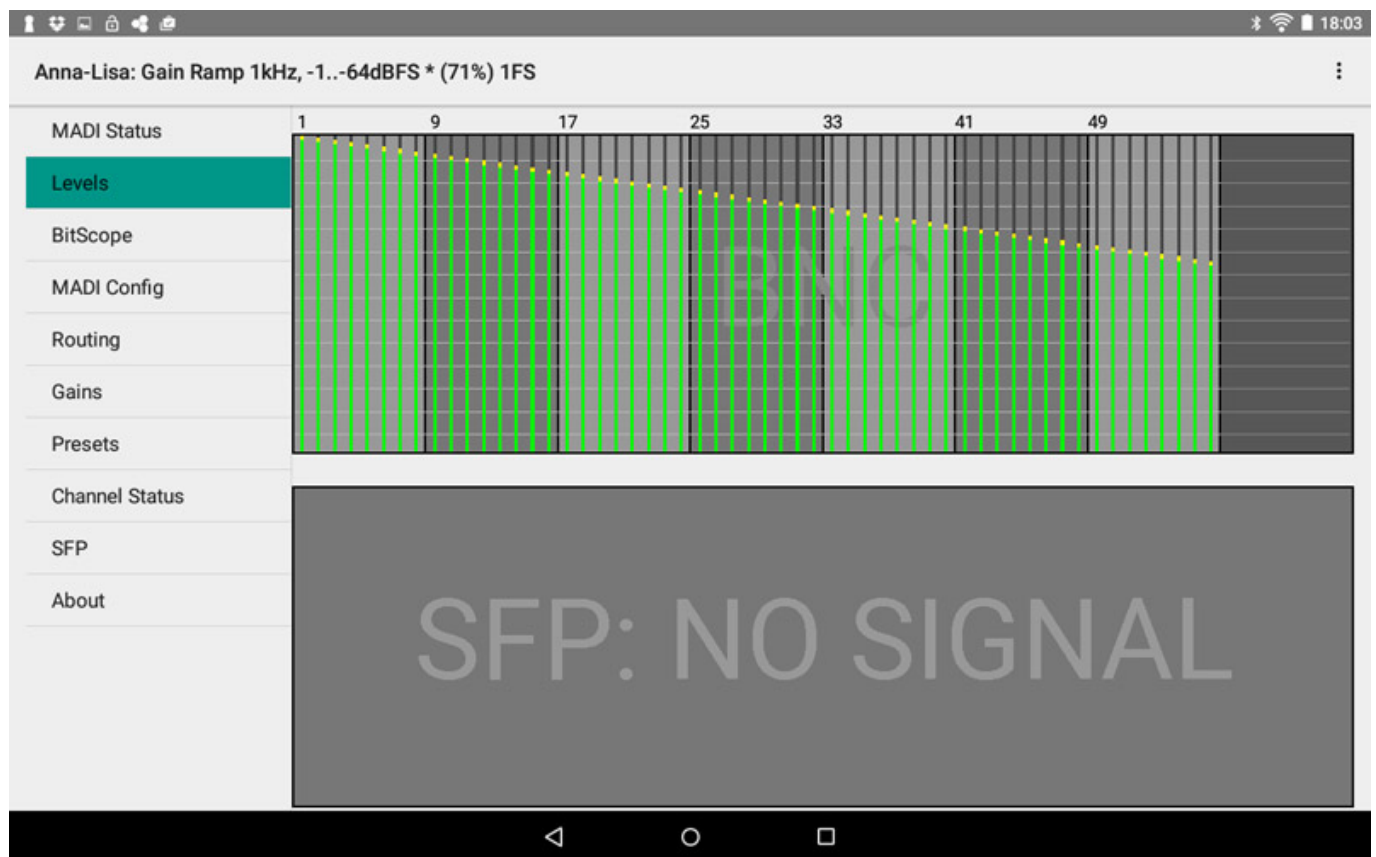 18:03
Anna-Lisa: Gain Ramp 1kHz, -1..-64dBFS * (71%) 1FS
MADI Status
Levels
BitScope
MADI Config
Routing
Gains
Presets
Channel Status
SFP
About
1 9 17 25 33 41 49
BNC
SFP: NO SIGNAL